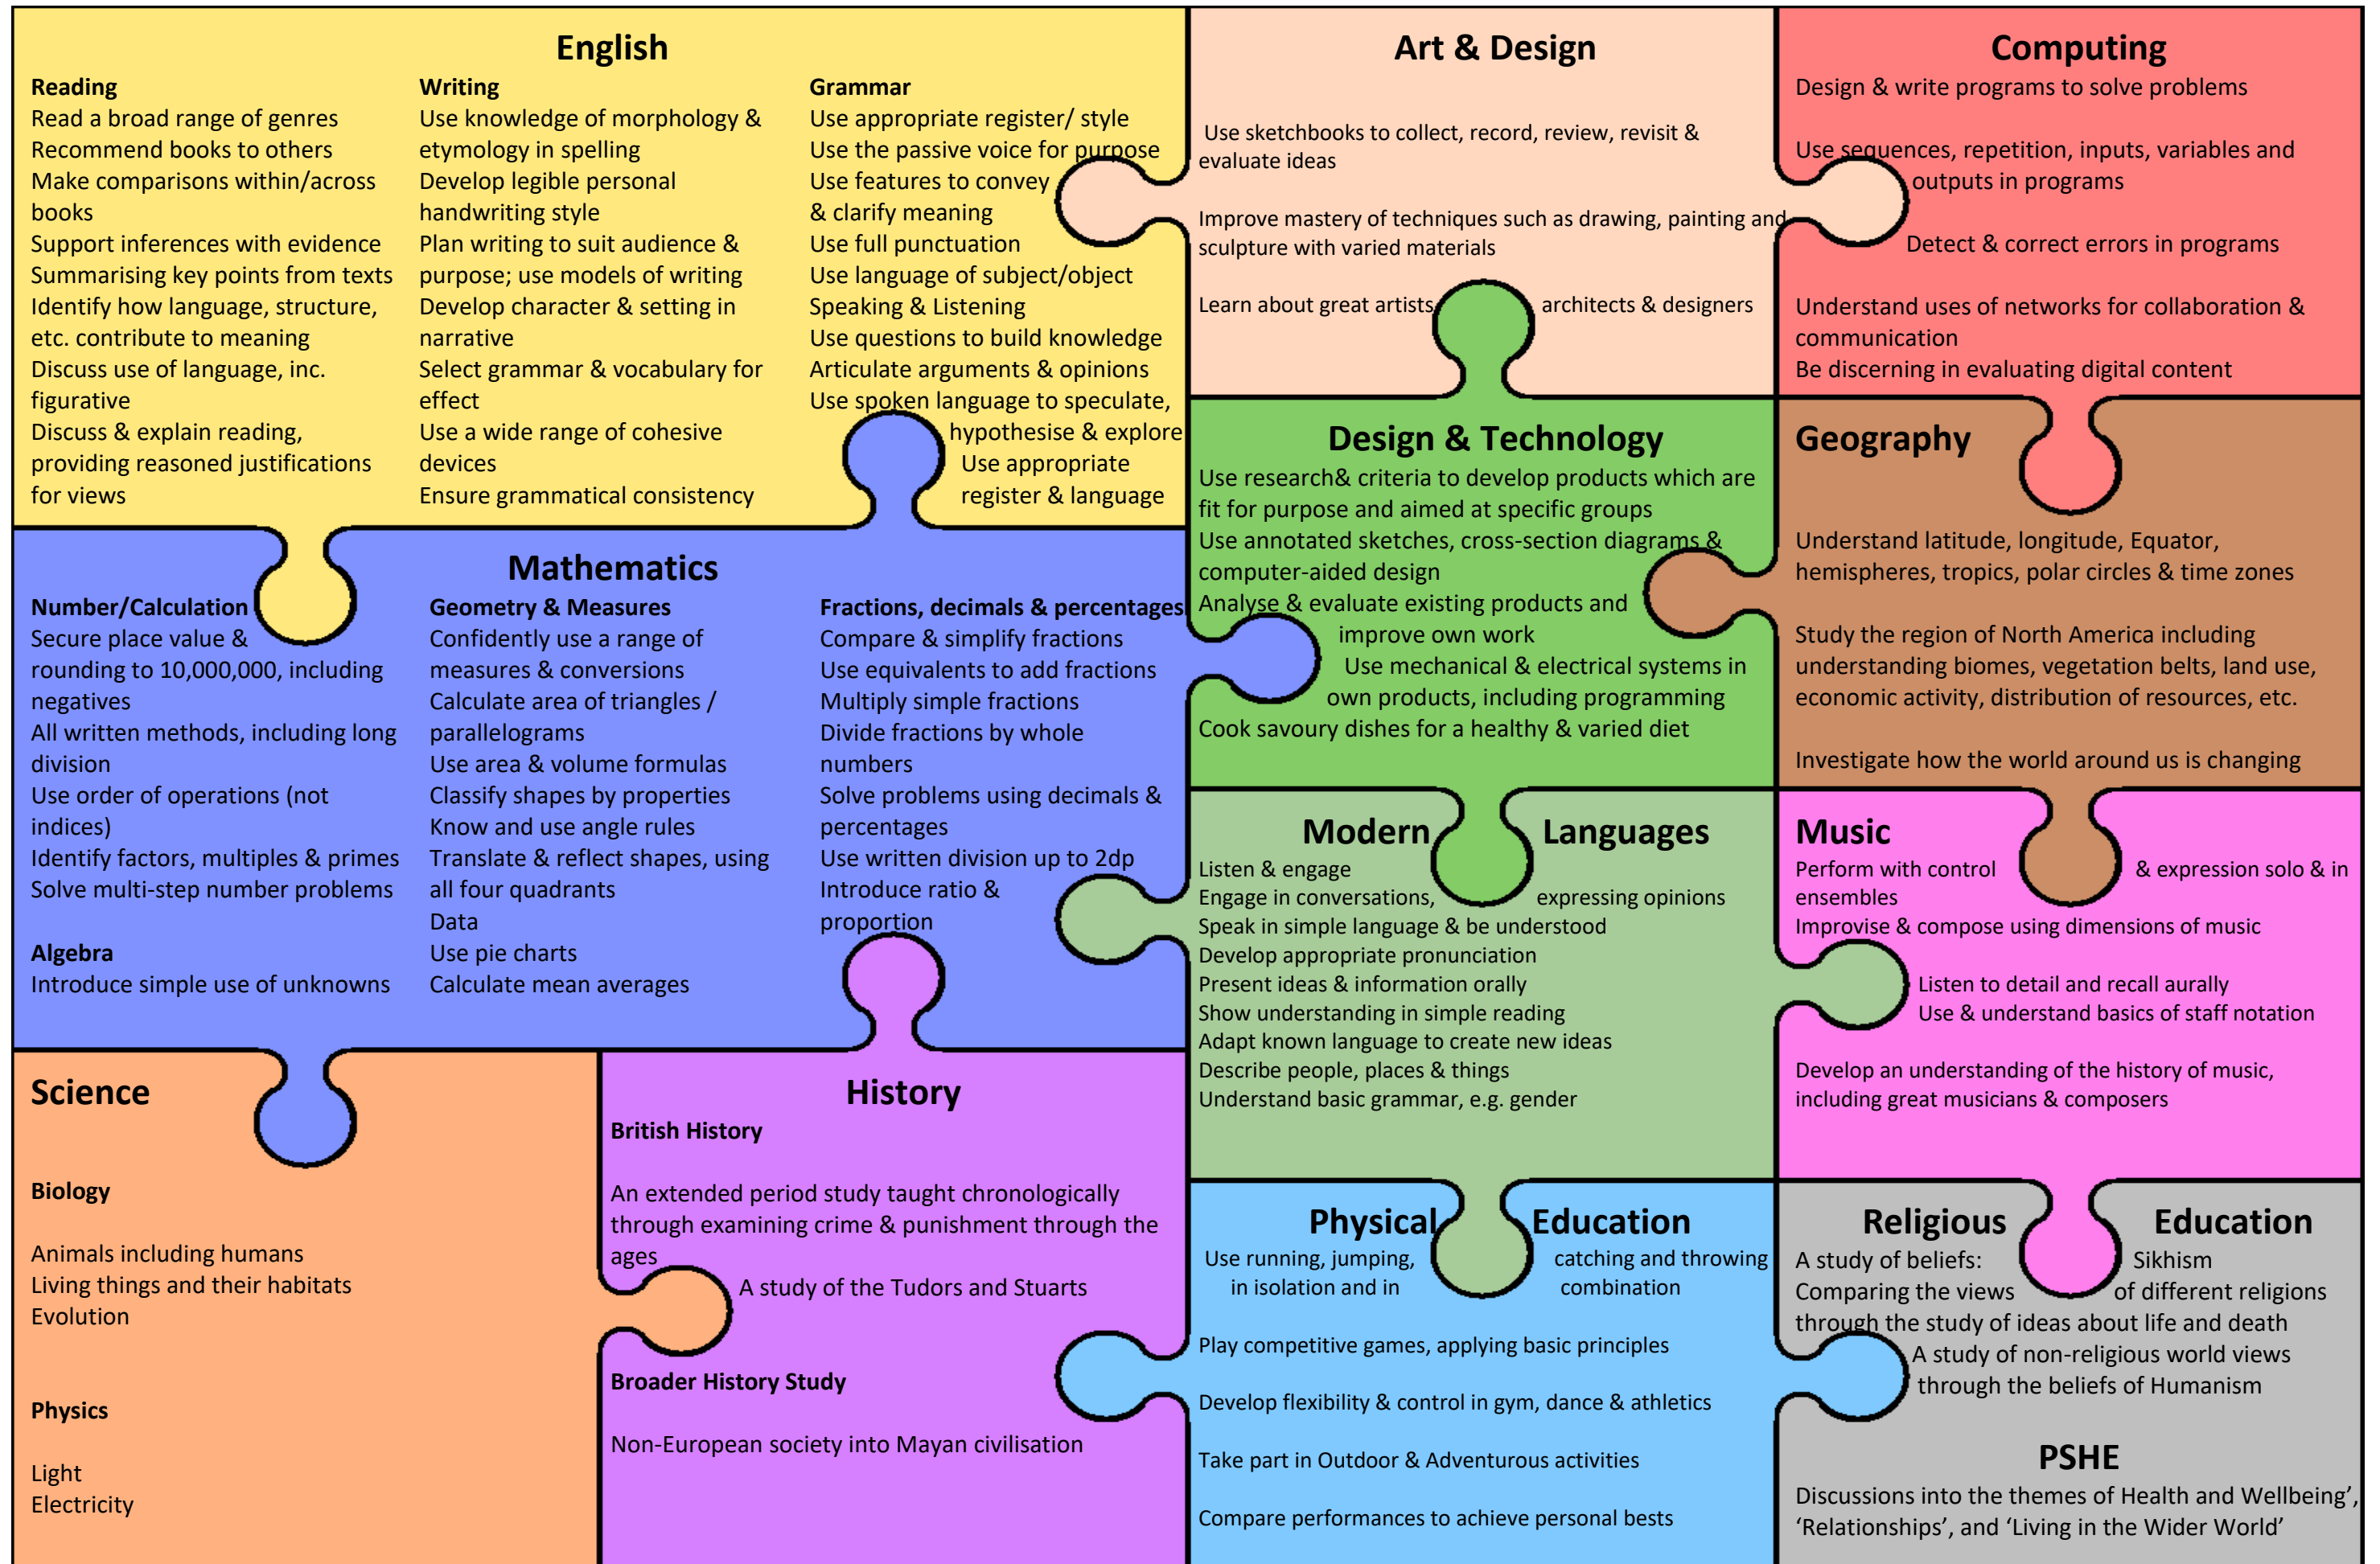 English
Reading
Read a broad range of genres
Recommend books to others
Make comparisons within/across
books
Support inferences with evidence
Summarising key points from texts
Identify how language, structure,
etc. contribute to meaning
Discuss use of language, inc.
figurative
Discuss & explain reading,
providing reasoned justifications
for views
Writing
Use knowledge of morphology &
etymology in spelling
Develop legible personal
handwriting style
Plan writing to suit audience &
purpose; use models of writing
Develop character & setting in
narrative
Select grammar & vocabulary for
effect
Use a wide range of cohesive
devices
Ensure grammatical consistency
Grammar
Use appropriate register/ style
Use the passive voice for purpose
Use features to convey
& clarify meaning
Use full punctuation
Use language of subject/object
Speaking & Listening
Use questions to build knowledge
Articulate arguments & opinions
Use spoken language to speculate,
hypothesise & explore
Use appropriate
register & language
Art & Design
Use sketchbooks to collect, record, review, revisit &
evaluate ideas
Improve mastery of techniques such as drawing, painting and
sculpture with varied materials
Learn about great artists, architects & designers
Computing
Design & write programs to solve problems
Use sequences, repetition, inputs, variables and
outputs in programs
Detect & correct errors in programs
Understand uses of networks for collaboration &
communication
Be discerning in evaluating digital content
Mathematics
Number/Calculation
Secure place value &
rounding to 10,000,000, including
negatives
All written methods, including long
division
Use order of operations (not
indices)
Identify factors, multiples & primes
Solve multi-step number problems
Algebra
Introduce simple use of unknowns
Geometry & Measures
Confidently use a range of
measures & conversions
Calculate area of triangles /
parallelograms
Use area & volume formulas
Classify shapes by properties
Know and use angle rules
Translate & reflect shapes, using
all four quadrants
Data
Use pie charts
Calculate mean averages
Fractions, decimals & percentages
Compare & simplify fractions
Use equivalents to add fractions
Multiply simple fractions
Divide fractions by whole
numbers
Solve problems using decimals &
percentages
Use written division up to 2dp
Introduce ratio &
proportion
Design & Technology
Use research& criteria to develop products which are
fit for purpose and aimed at specific groups
Use annotated sketches, cross-section diagrams &
computer-aided design
Analyse & evaluate existing products and
improve own work
Use mechanical & electrical systems in
own products, including programming
Cook savoury dishes for a healthy & varied diet
Geography
Understand latitude, longitude, Equator,
hemispheres, tropics, polar circles & time zones
Study the region of North America including
understanding biomes, vegetation belts, land use,
economic activity, distribution of resources, etc.
Investigate how the world around us is changing
Modern Languages
Listen & engage
Engage in conversations, expressing opinions
Speak in simple language & be understood
Develop appropriate pronunciation
Present ideas & information orally
Show understanding in simple reading
Adapt known language to create new ideas
Describe people, places & things
Understand basic grammar, e.g. gender
Music
Perform with control & expression solo & in
ensembles
Improvise & compose using dimensions of music
Listen to detail and recall aurally
Use & understand basics of staff notation
Develop an understanding of the history of music,
including great musicians & composers
Science
Biology
Animals including humans
Living things and their habitats
Evolution
Physics
Light
Electricity
History
British History
An extended period study taught chronologically
through examining crime & punishment through the
ages
A study of the Tudors and Stuarts
Broader History Study
Non-European society into Mayan civilisation
Physical Education
Use running, jumping, catching and throwing
in isolation and in combination
Play competitive games, applying basic principles
Develop flexibility & control in gym, dance & athletics
Take part in Outdoor & Adventurous activities
Compare performances to achieve personal bests
Religious Education
A study of beliefs: Sikhism
Comparing the views of different religions
through the study of ideas about life and death
A study of non-religious world views
through the beliefs of Humanism
PSHE
Discussions into the themes of Health and Wellbeing’,
‘Relationships’, and ‘Living in the Wider World’